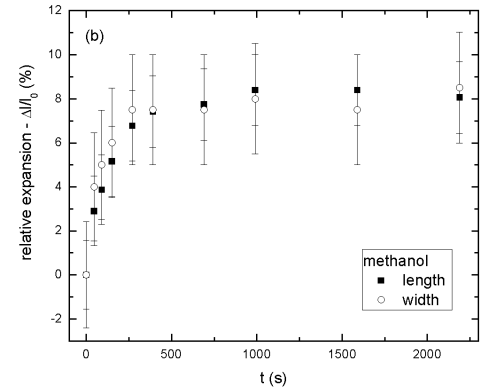 (b)
12
10
8
6
4
2
0
-2
relative expansion - Δl/l₀ (%)
methanol
length
width
0
500
1000
1500
2000
t (s)